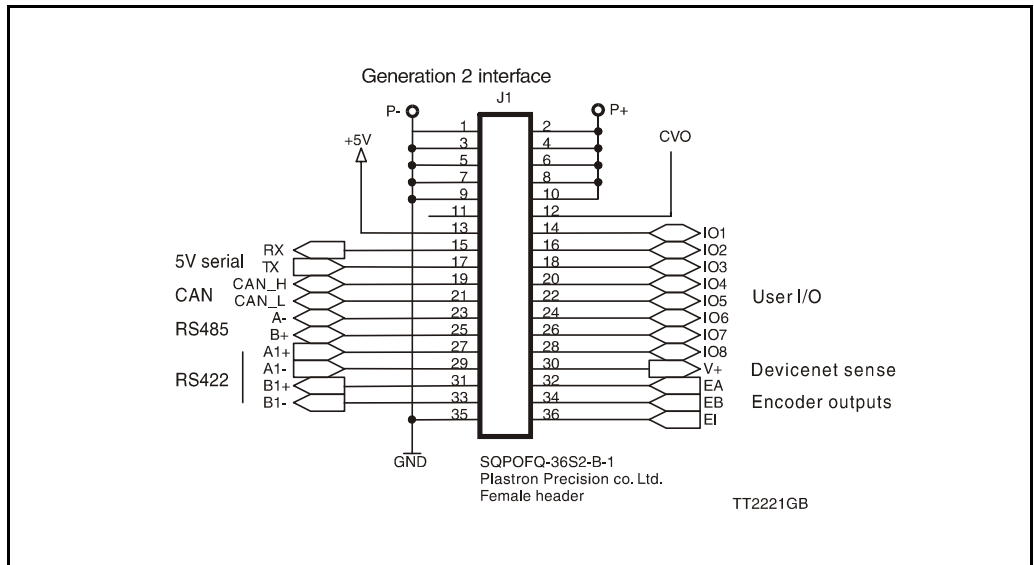 Generation 2 interface
J1
P-
P+
+5V
CVO
1 2
3 4
5 6
7 8
9 10
11 12
13 14 IO1
RX 15 16 IO2
5V serial
TX 17 18 IO3
CAN_H 19 20 IO4
CAN
CAN_L 21 22 IO5
User I/O
A- 23 24 IO6
RS485
B+ 25 26 IO7
A1+ 27 28 IO8
A1- 29 30 V+ Devicenet sense
RS422
B1+ 31 32 EA
B1- 33 34 EB Encoder outputs
35 36 EI
GND
SQPOFQ-36S2-B-1
Plastron Precision co. Ltd.
Female header
TT2221GB